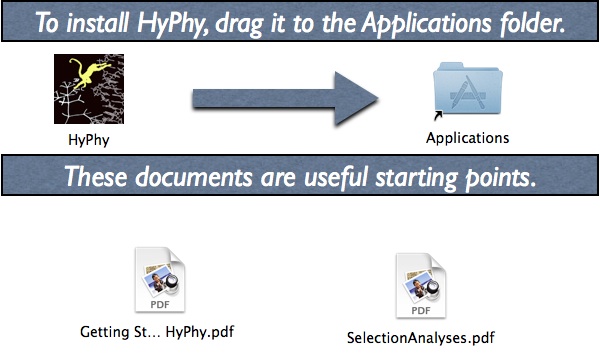 To install HyPhy, drag it to the Applications folder.
HyPhy
Applications
These documents are useful starting points.
PDF
PDF
Getting St... HyPhy.pdf
SelectionAnalyses.pdf